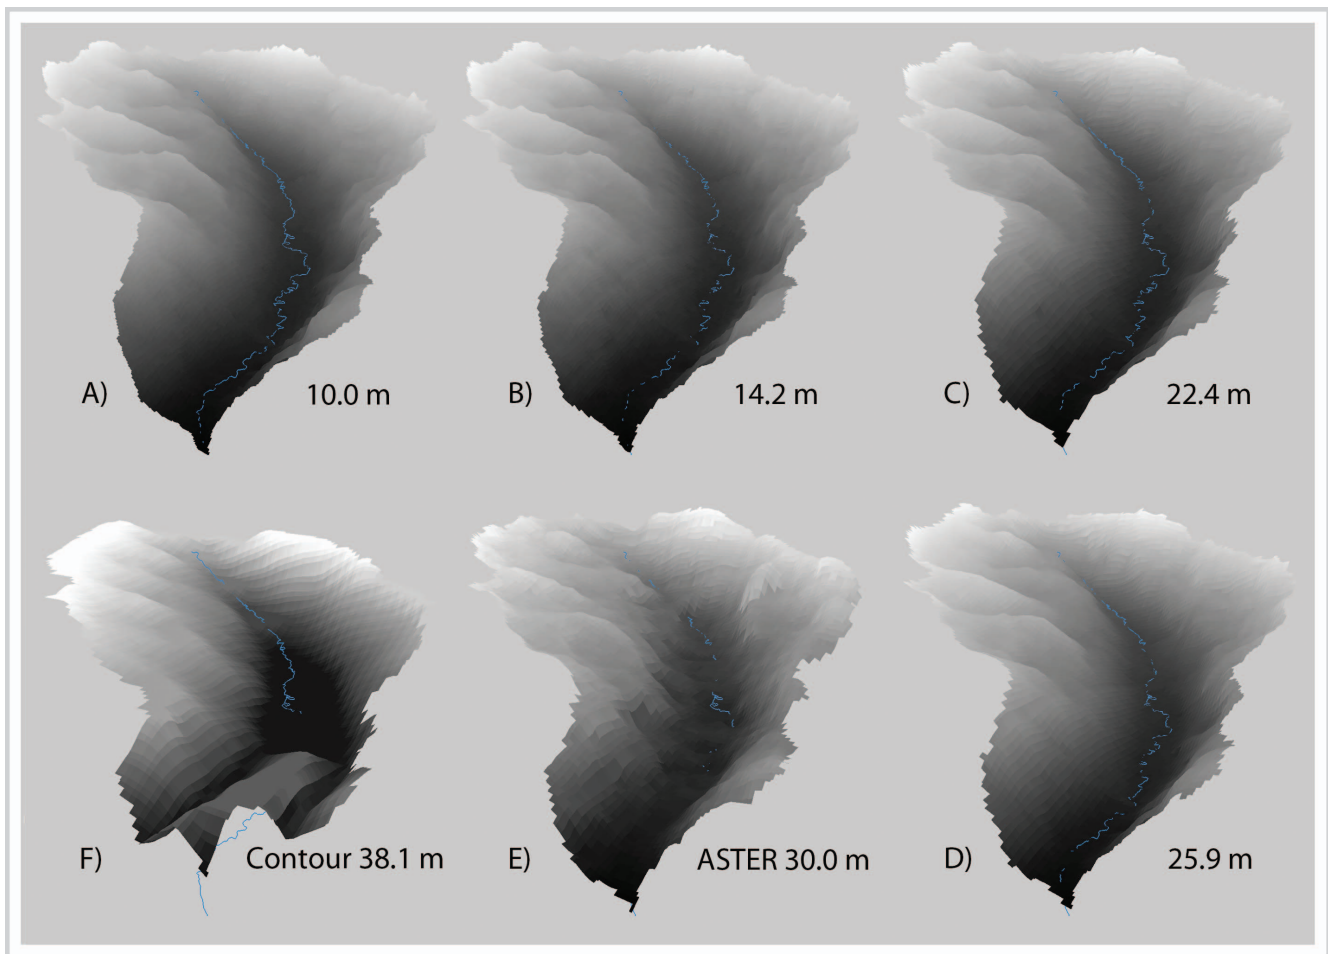 A) 10.0 m
B) 14.2 m
C) 22.4 m
F) Contour 38.1 m
E) ASTER 30.0 m
D) 25.9 m